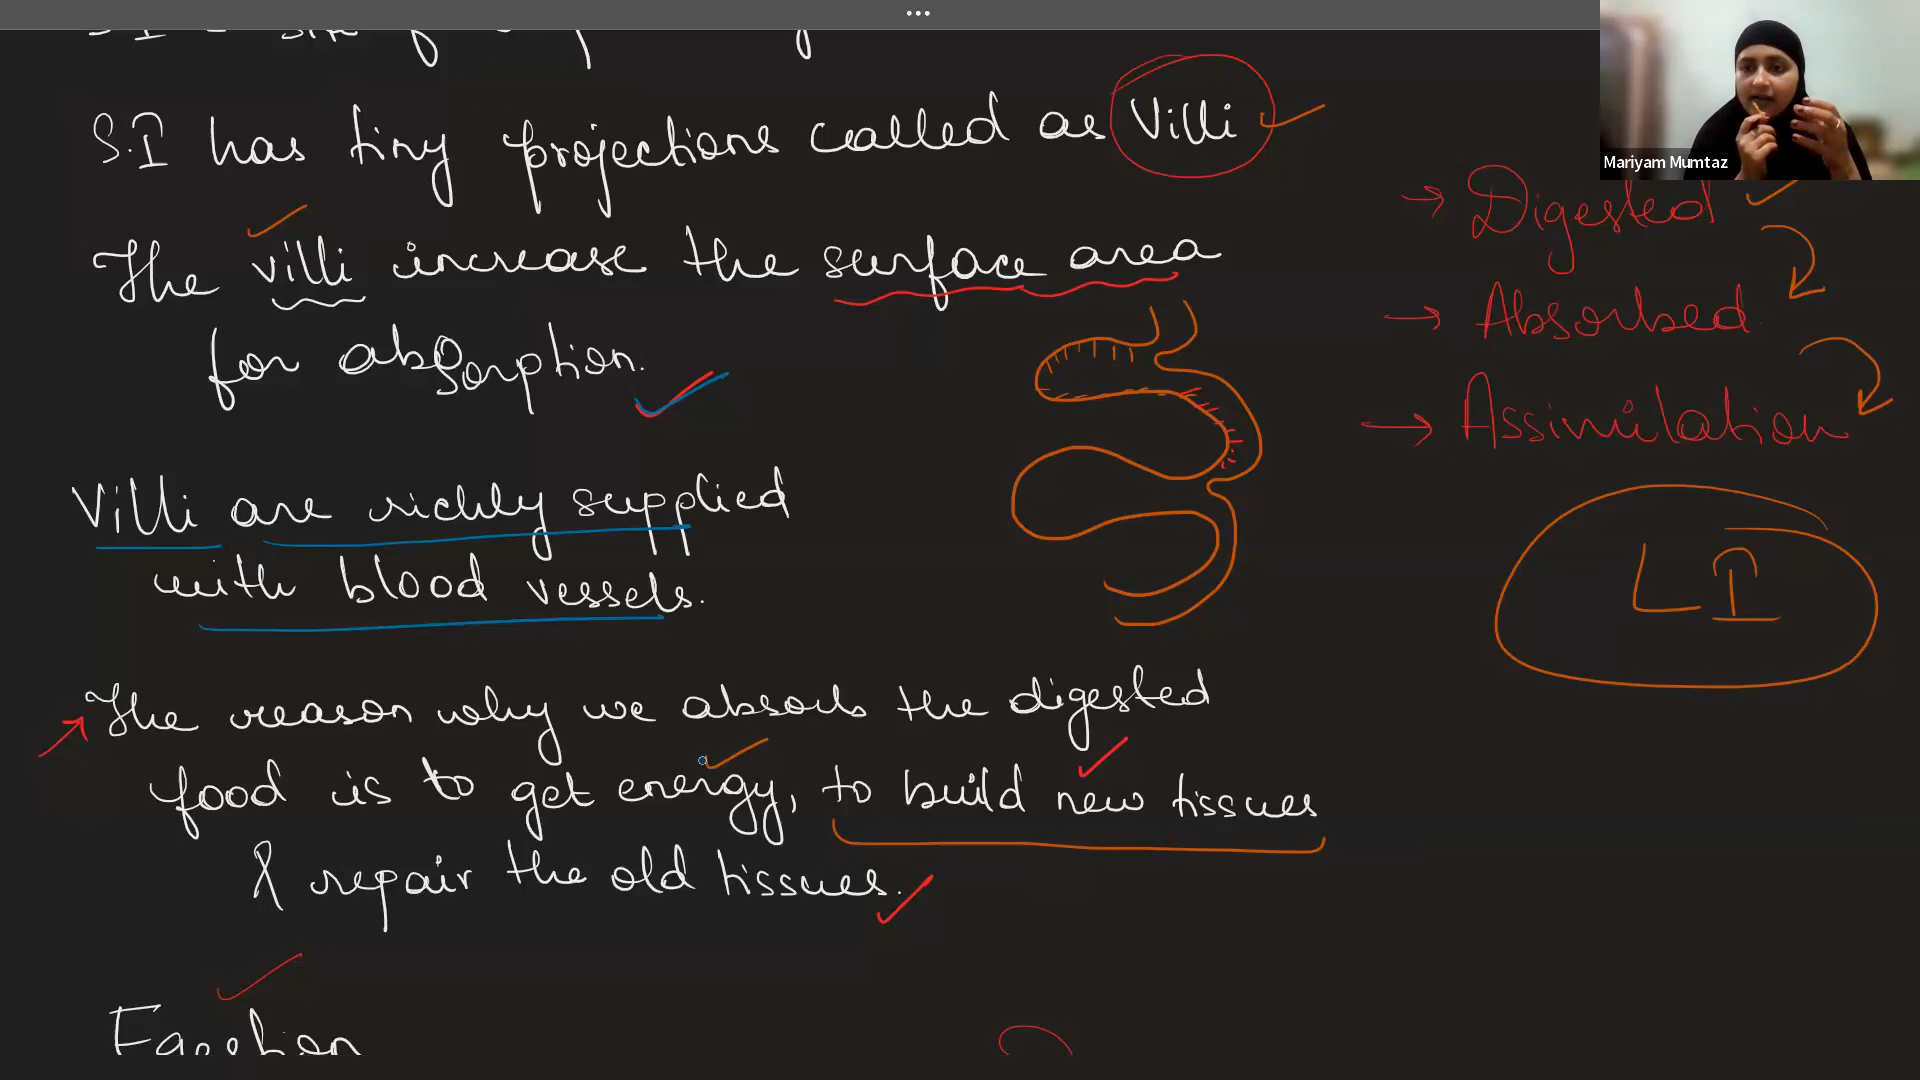 S.I has tiny projections called as Villi
The villi increase the surface area
for absorption.
Villi are richly supplied
with blood vessels.
The reason why we absorb the digested
food is to get energy, to build new tissues
& repair the old tissues.
Mariyam Mumtaz
→ Digested
→ Absorbed
→ Assimilation
LI